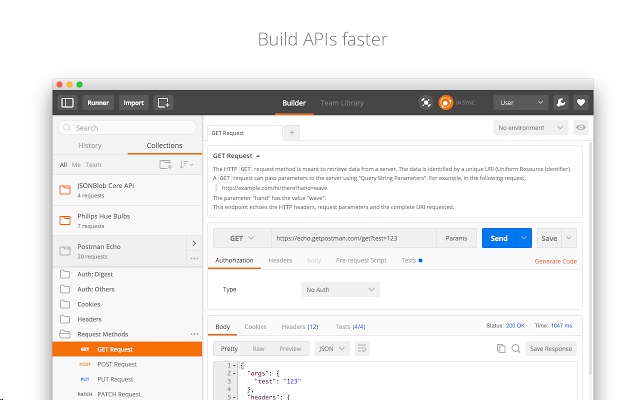 Build APIs faster
Runner
Import
Builder
Team Library
IN SYNC
User
Search
History
Collections
All Me Team
JSONBlob Core API
4 requests
Philips Hue Bulbs
7 requests
Postman Echo
20 requests
Auth: Digest
Auth: Others
Cookies
Headers
Request Methods
GET GET Request
POST POST Request
PUT PUT Request
PATCH PATCH Request
GET Request
+
No environment
GET Request
The HTTP GET request method is meant to retrieve data from a server. The data is identified by a unique URI (Uniform Resource Identifier).
A GET request can pass parameters to the server using "Query String Parameters". For example, in the following request,
http://example.com/hi/there?hand=wave
The parameter "hand" has the value "wave".
This endpoint echoes the HTTP headers, request parameters and the complete URI requested.
GET
https://echo.getpostman.com/get?test=123
Params
Send
Save
Authorization
Headers
Body
Pre-request Script
Tests
Generate Code
Type
No Auth
Body
Cookies
Headers (12)
Tests (4/4)
Status: 200 OK
Time: 1047 ms
Pretty
Raw
Preview
JSON
Save Response
1 {
2 "args": {
3 "test": "123"
4 },
5 "headers": {